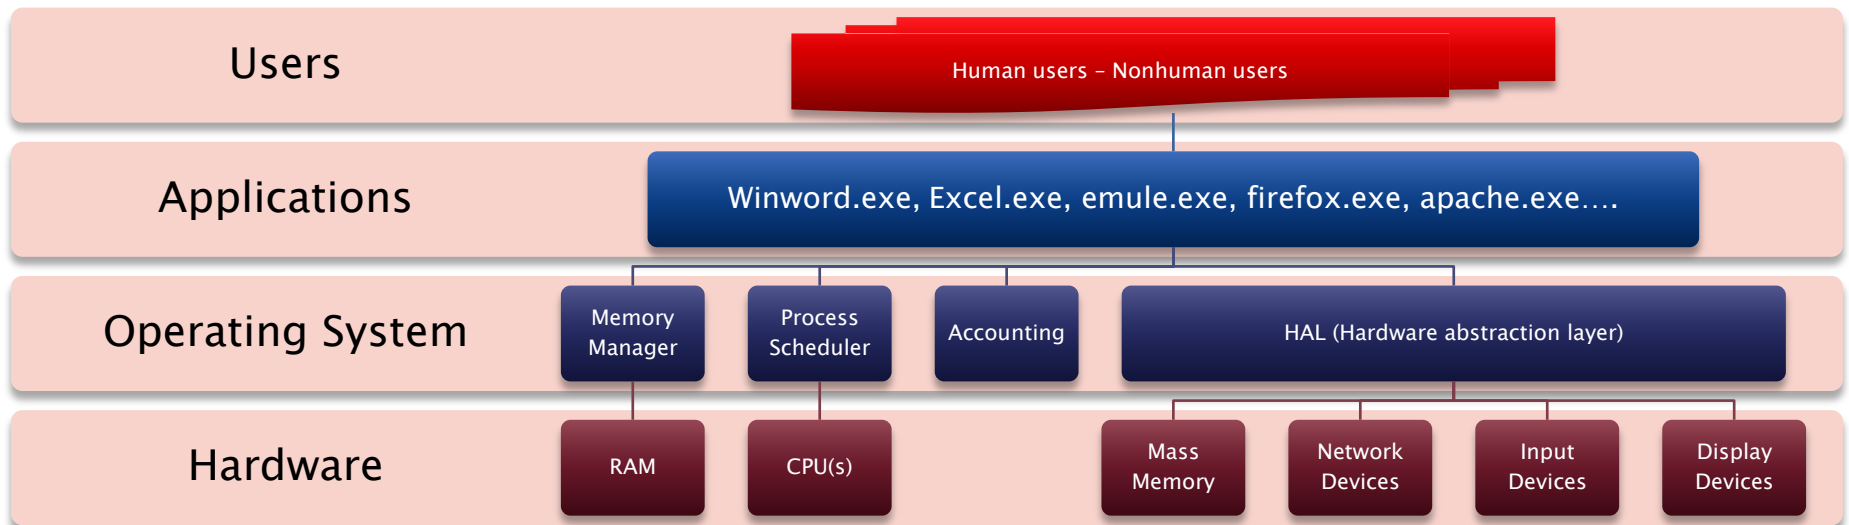 Users
Human users – Nonhuman users
Applications
Winword.exe, Excel.exe, emule.exe, firefox.exe, apache.exe....
Operating System
Memory
Manager
Process
Scheduler
Accounting
HAL (Hardware abstraction layer)
Hardware
RAM
CPU(s)
Mass
Memory
Network
Devices
Input
Devices
Display
Devices